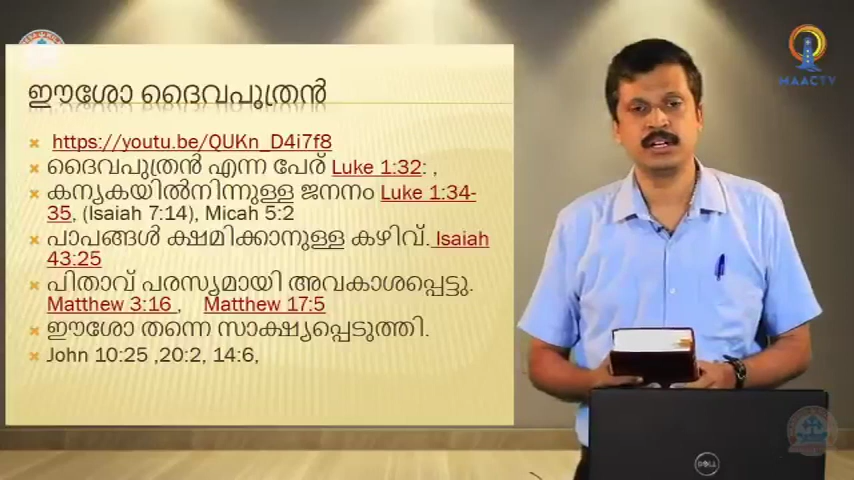 ഈശോ ദൈവപുത്രൻ
https://youtu.be/QUKn_D4i7f8
ദൈവപുത്രൻ എന്ന പേര് Luke 1:32: ,
കന്യകയിൽനിന്നുള്ള ജനനം Luke 1:34-
35, (Isaiah 7:14), Micah 5:2
പാപങ്ങൾ ക്ഷമിക്കാനുള്ള കഴിവ്. Isaiah
43:25
പിതാവ് പരസ്യമായി അവകാശപ്പെട്ടു.
Matthew 3:16 , Matthew 17:5
ഈശോ തന്നെ സാക്ഷ്യപ്പെടുത്തി.
John 10:25 ,20:2, 14:6,
MAACTV
DELL